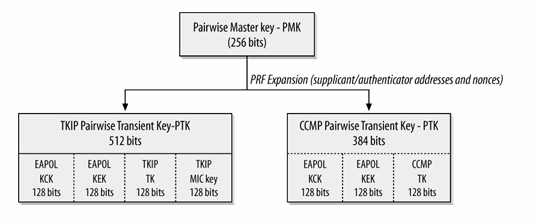 Pairwise Master key - PMK
(256 bits)
PRF Expansion (supplicant/authenticator addresses and nonces)
TKIP Pairwise Transient Key-PTK
512 bits
EAPOL
KCK
128 bits
EAPOL
KEK
128 bits
TKIP
TK
128 bits
TKIP
MIC key
128 bits
CCMP Pairwise Transient Key - PTK
384 bits
EAPOL
KCK
128 bits
EAPOL
KEK
128 bits
CCMP
TK
128 bits